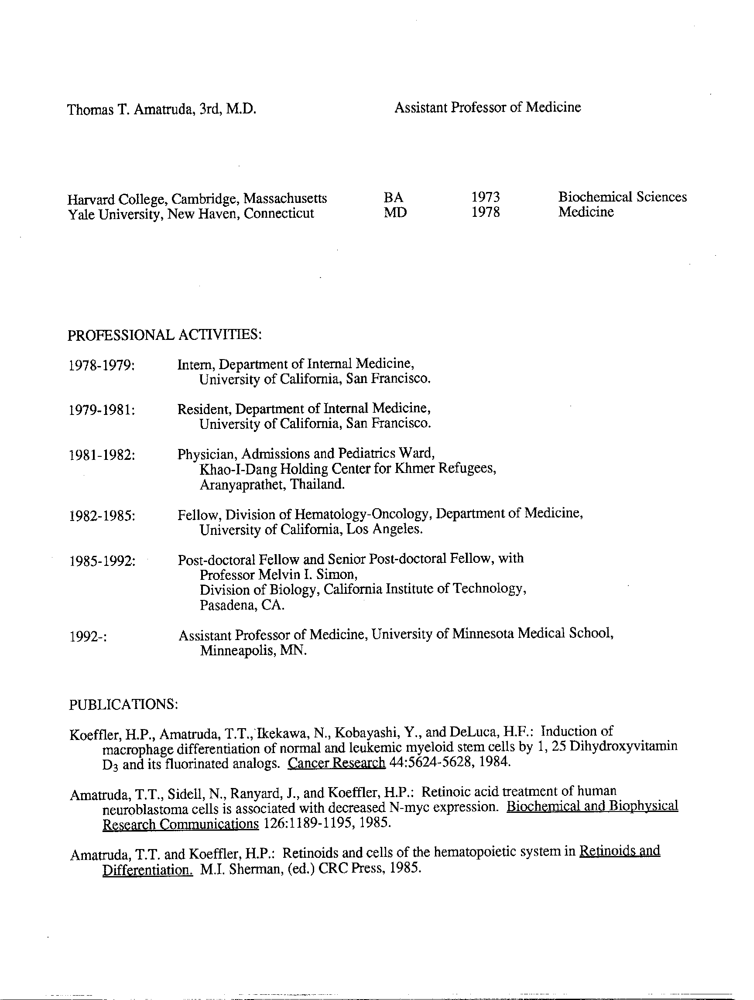 Thomas T. Amatruda, 3rd, M.D. Assistant Professor of Medicine
Harvard College, Cambridge, Massachusetts BA 1973 Biochemical Sciences
Yale University, New Haven, Connecticut MD 1978 Medicine
PROFESSIONAL ACTIVITIES:
1978-1979: Intern, Department of Internal Medicine,
University of California, San Francisco.
1979-1981: Resident, Department of Internal Medicine,
University of California, San Francisco.
1981-1982: Physician, Admissions and Pediatrics Ward,
Khao-I-Dang Holding Center for Khmer Refugees,
Aranyaprathet, Thailand.
1982-1985: Fellow, Division of Hematology-Oncology, Department of Medicine,
University of California, Los Angeles.
1985-1992: Post-doctoral Fellow and Senior Post-doctoral Fellow, with
Professor Melvin I. Simon,
Division of Biology, California Institute of Technology,
Pasadena, CA.
1992-: Assistant Professor of Medicine, University of Minnesota Medical School,
Minneapolis, MN.
PUBLICATIONS:
Koeffler, H.P., Amatruda, T.T., Ikekawa, N., Kobayashi, Y., and DeLuca, H.F.: Induction of
macrophage differentiation of normal and leukemic myeloid stem cells by 1, 25 Dihydroxyvitamin
D3 and its fluorinated analogs. Cancer Research 44:5624-5628, 1984.
Amatruda, T.T., Sidell, N., Ranyard, J., and Koeffler, H.P.: Retinoic acid treatment of human
neuroblastoma cells is associated with decreased N-myc expression. Biochemical and Biophysical
Research Communications 126:1189-1195, 1985.
Amatruda, T.T. and Koeffler, H.P.: Retinoids and cells of the hematopoietic system in Retinoids and
Differentiation. M.I. Sherman, (ed.) CRC Press, 1985.